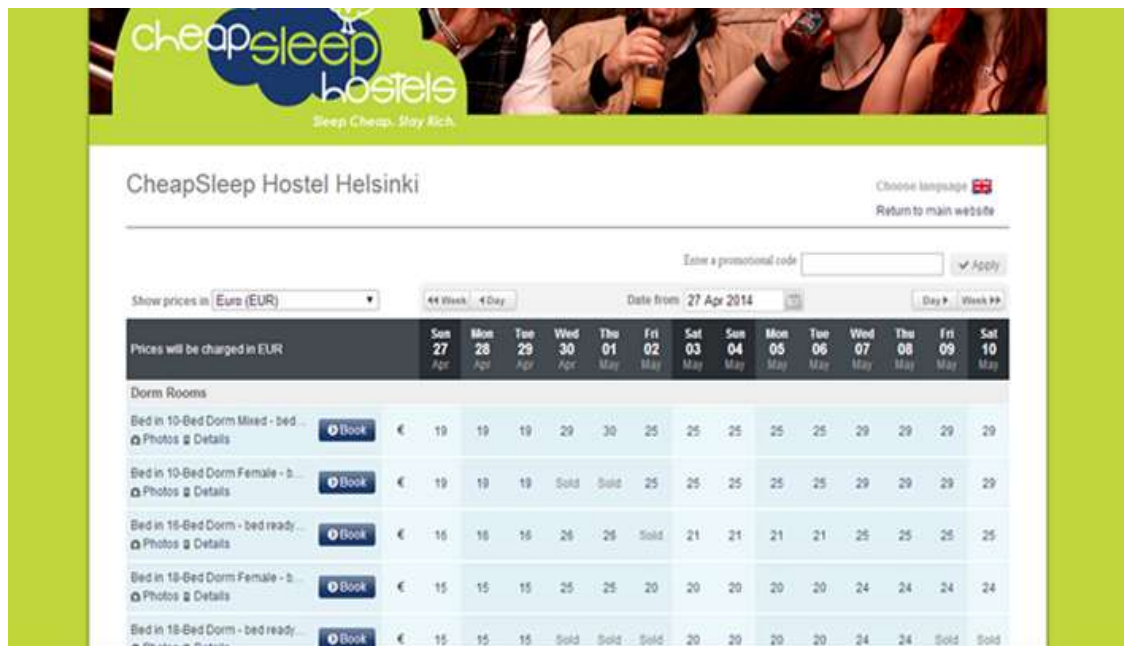 cheapsleep
hostels
Sleep Cheap. Stay Rich.
CheapSleep Hostel Helsinki
Choose language
Return to main website
Enter a promotional code
Apply
Show prices in Euro (EUR) Week Day Date from 27 Apr 2014 Day Week
Sun Mon Tue Wed Thu Fri Sat Sun Mon Tue Wed Thu Fri Sat
Prices will be charged in EUR 27 28 29 30 01 02 03 04 05 06 07 08 09 10
Apr Apr Apr Apr May May May May May May May May May May
Dorm Rooms
Bed in 10-Bed Dorm Mixed - bed...
Photos Details
Book € 19 19 19 29 30 25 25 25 25 25 29 29 29 29
Bed in 10-Bed Dorm Female - b...
Photos Details
Book € 19 19 19 Sold Sold 25 25 25 25 25 29 29 29 29
Bed in 16-Bed Dorm - bed ready...
Photos Details
Book € 16 16 16 26 26 Sold 21 21 21 21 25 25 25 25
Bed in 18-Bed Dorm Female - b...
Photos Details
Book € 15 15 15 25 25 20 20 20 20 20 24 24 24 24
Bed in 18-Bed Dorm - bed ready...
Book € 15 15 15 Sold Sold Sold 20 20 20 20 24 24 Sold Sold